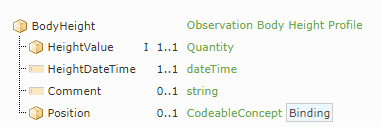 BodyHeight Observation Body Height Profile
HeightValue I 1..1 Quantity
HeightDateTime 1..1 dateTime
Comment 0..1 string
Position 0..1 CodeableConcept Binding